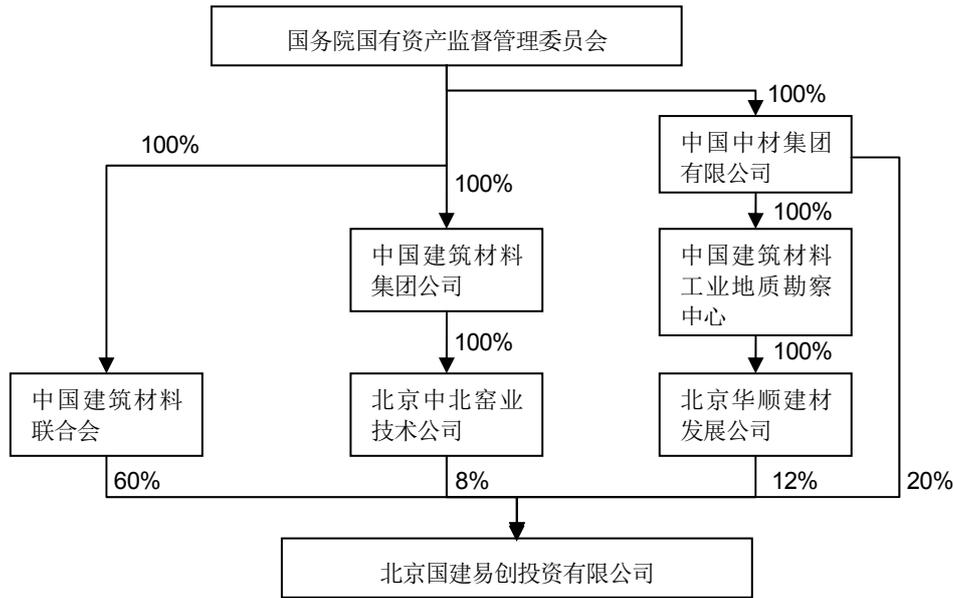 国务院国有资产监督管理委员会
100%
中国中材集团
有限公司
100%
100%
100%
中国建筑材料
集团公司
中国建筑材料
工业地质勘察
中心
100%
100%
中国建筑材料
联合会
北京中北窑业
技术公司
北京华顺建材
发展公司
60%
8%
12%
20%
北京国建易创投资有限公司